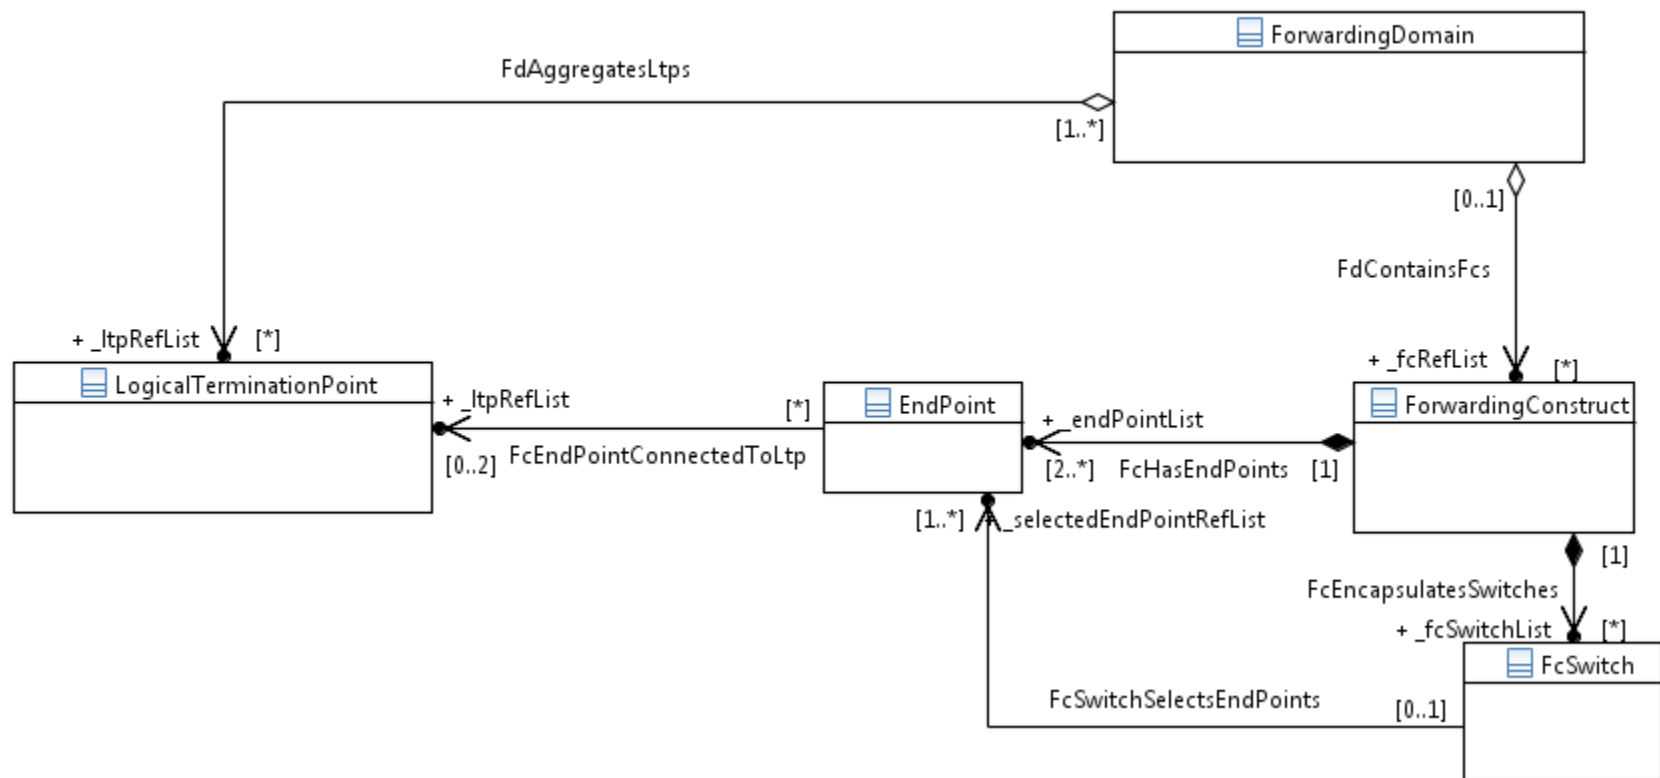 ForwardingDomain
FdAggregatesLtps
[1..*]
[0..1]
FdContainsFcs
+ _ltpRefList [*]
+ _fcRefList [*]
LogicalTerminationPoint
+ _ltpRefList [*]
EndPoint
ForwardingConstruct
+ _endPointList
[0..2] FcEndPointConnectedToLtp
[2..*] FcHasEndPoints [1]
[1..*] + _selectedEndPointRefList
[1]
FcEncapsulatesSwitches
+ _fcSwitchList [*]
FcSwitch
FcSwitchSelectsEndPoints [0..1]